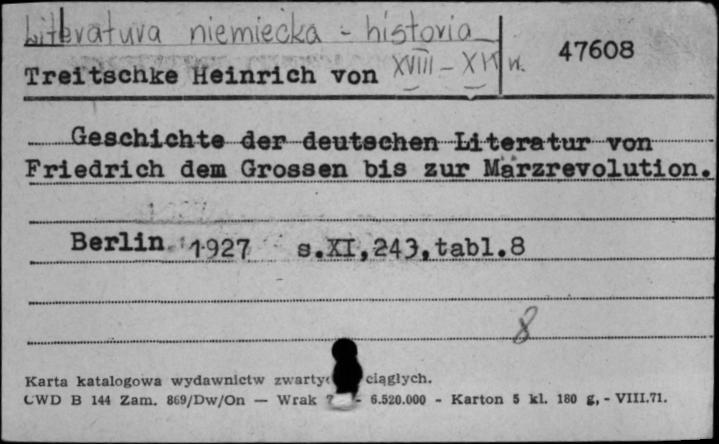 Literatura niemiecka - historia
XVIII - XIX w.
47608
Treitschke Heinrich von
Geschichte der deutschen Literatur von
Friedrich dem Grossen bis zur Märzrevolution.
Berlin 1927 s.XI,243,tabl.8
8
Karta katalogowa wydawnictw ciągłych.
CWD B 144 Zam. 869/Dw/On — Wrak 6.520.000 - Karton 5 kl. 180 g, - VIII.71.